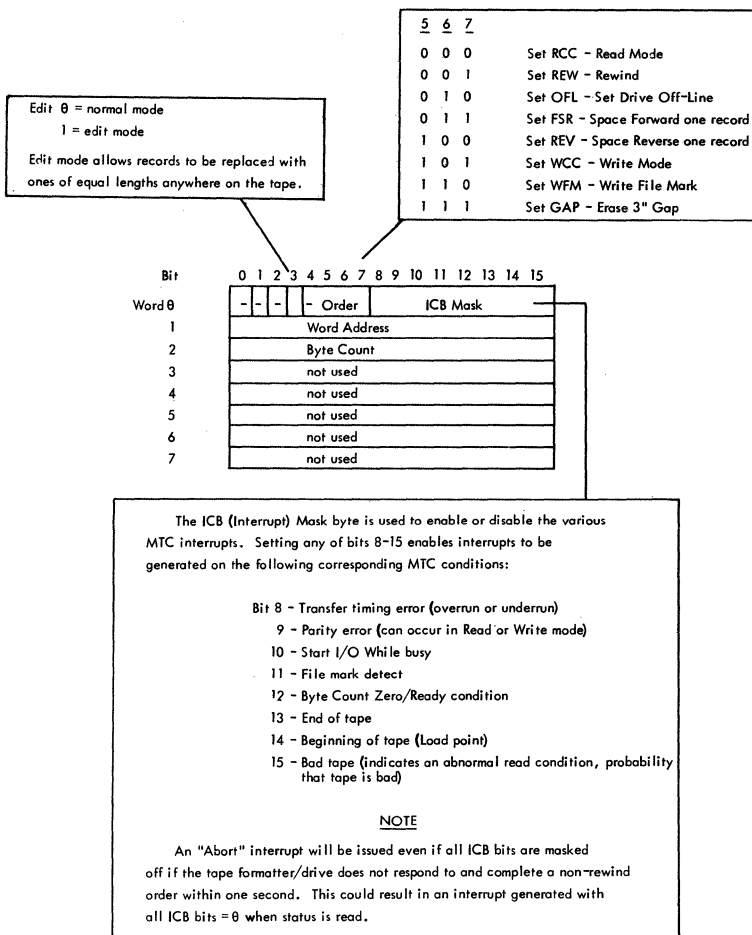 5 6 7
0 0 0 Set RCC - Read Mode
0 0 1 Set REW - Rewind
0 1 0 Set OFL - Set Drive Off-Line
0 1 1 Set FSR - Space Forward one record
1 0 0 Set REV - Space Reverse one record
1 0 1 Set WCC - Write Mode
1 1 0 Set WFM - Write File Mark
1 1 1 Set GAP - Erase 3" Gap
Edit θ = normal mode
1 = edit mode
Edit mode allows records to be replaced with
ones of equal lengths anywhere on the tape.
Bit 0 1 2 3 4 5 6 7 8 9 10 11 12 13 14 15
Word θ - - - - Order ICB Mask
1 Word Address
2 Byte Count
3 not used
4 not used
5 not used
6 not used
7 not used
The ICB (Interrupt) Mask byte is used to enable or disable the various
MTC interrupts. Setting any of bits 8-15 enables interrupts to be
generated on the following corresponding MTC conditions:
Bit 8 - Transfer timing error (overrun or underrun)
9 - Parity error (can occur in Read or Write mode)
10 - Start I/O While busy
11 - File mark detect
12 - Byte Count Zero/Ready condition
13 - End of tape
14 - Beginning of tape (Load point)
15 - Bad tape (indicates an abnormal read condition, probability
that tape is bad)
NOTE
An "Abort" interrupt will be issued even if all ICB bits are masked
off if the tape formatter/drive does not respond to and complete a non-rewind
order within one second. This could result in an interrupt generated with
all ICB bits = θ when status is read.